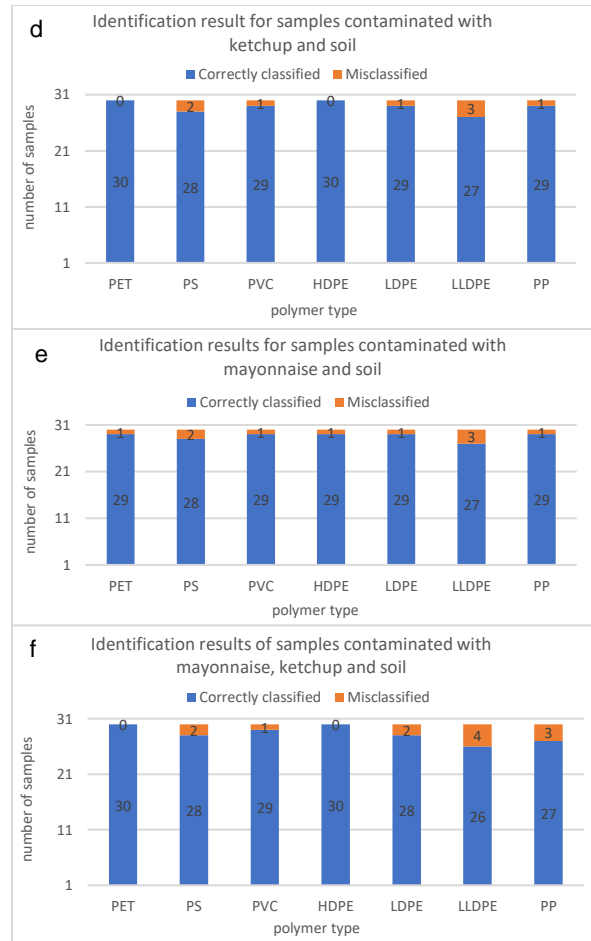 d
Identification result for samples contaminated with
ketchup and soil
Correctly classified Misclassified
31
21
11
1
number of samples
0 2 1 0 1 3 1
30 28 29 30 29 27 29
PET PS PVC HDPE LDPE LLDPE PP
polymer type
e
Identification results for samples contaminated with
mayonnaise and soil
Correctly classified Misclassified
31
21
11
1
number of samples
1 2 1 1 1 3 1
29 28 29 29 29 27 29
PET PS PVC HDPE LDPE LLDPE PP
polymer type
f
Identification results of samples contaminated with
mayonnaise, ketchup and soil
Correctly classified Misclassified
31
21
11
1
number of samples
0 2 1 0 2 4 3
30 28 29 30 28 26 27
PET PS PVC HDPE LDPE LLDPE PP
polymer type